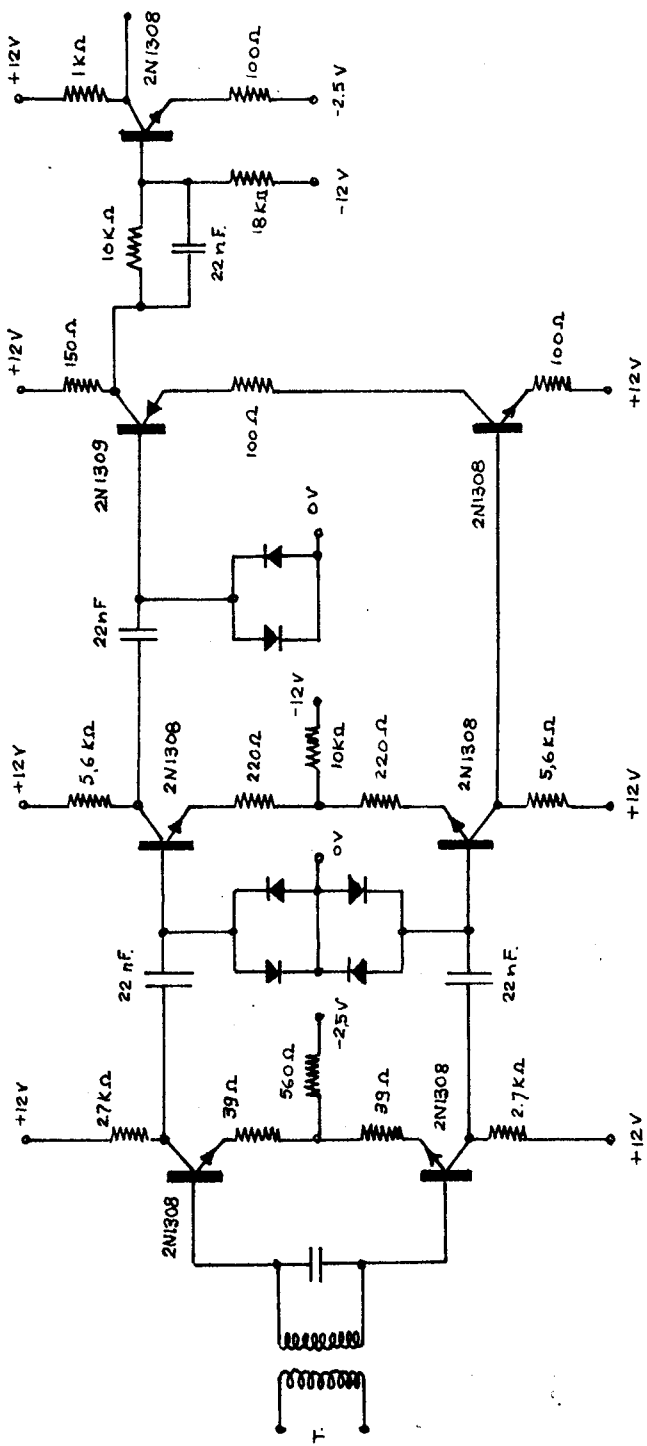 +12V
1KΩ
2N1308
100Ω
-2.5V
10KΩ
22nF.
18KΩ
-12V
+12V
150Ω
2N1309
100Ω
2N1308
100Ω
+12V
22nF
0V
+12V
5,6KΩ
2N1308
220Ω
-12V
10KΩ
220Ω
2N1308
5,6KΩ
+12V
22nF.
0V
22nF.
+12V
27KΩ
2N1308
39Ω
-2,5V
560Ω
39Ω
2N1308
2.7KΩ
+12V
T.